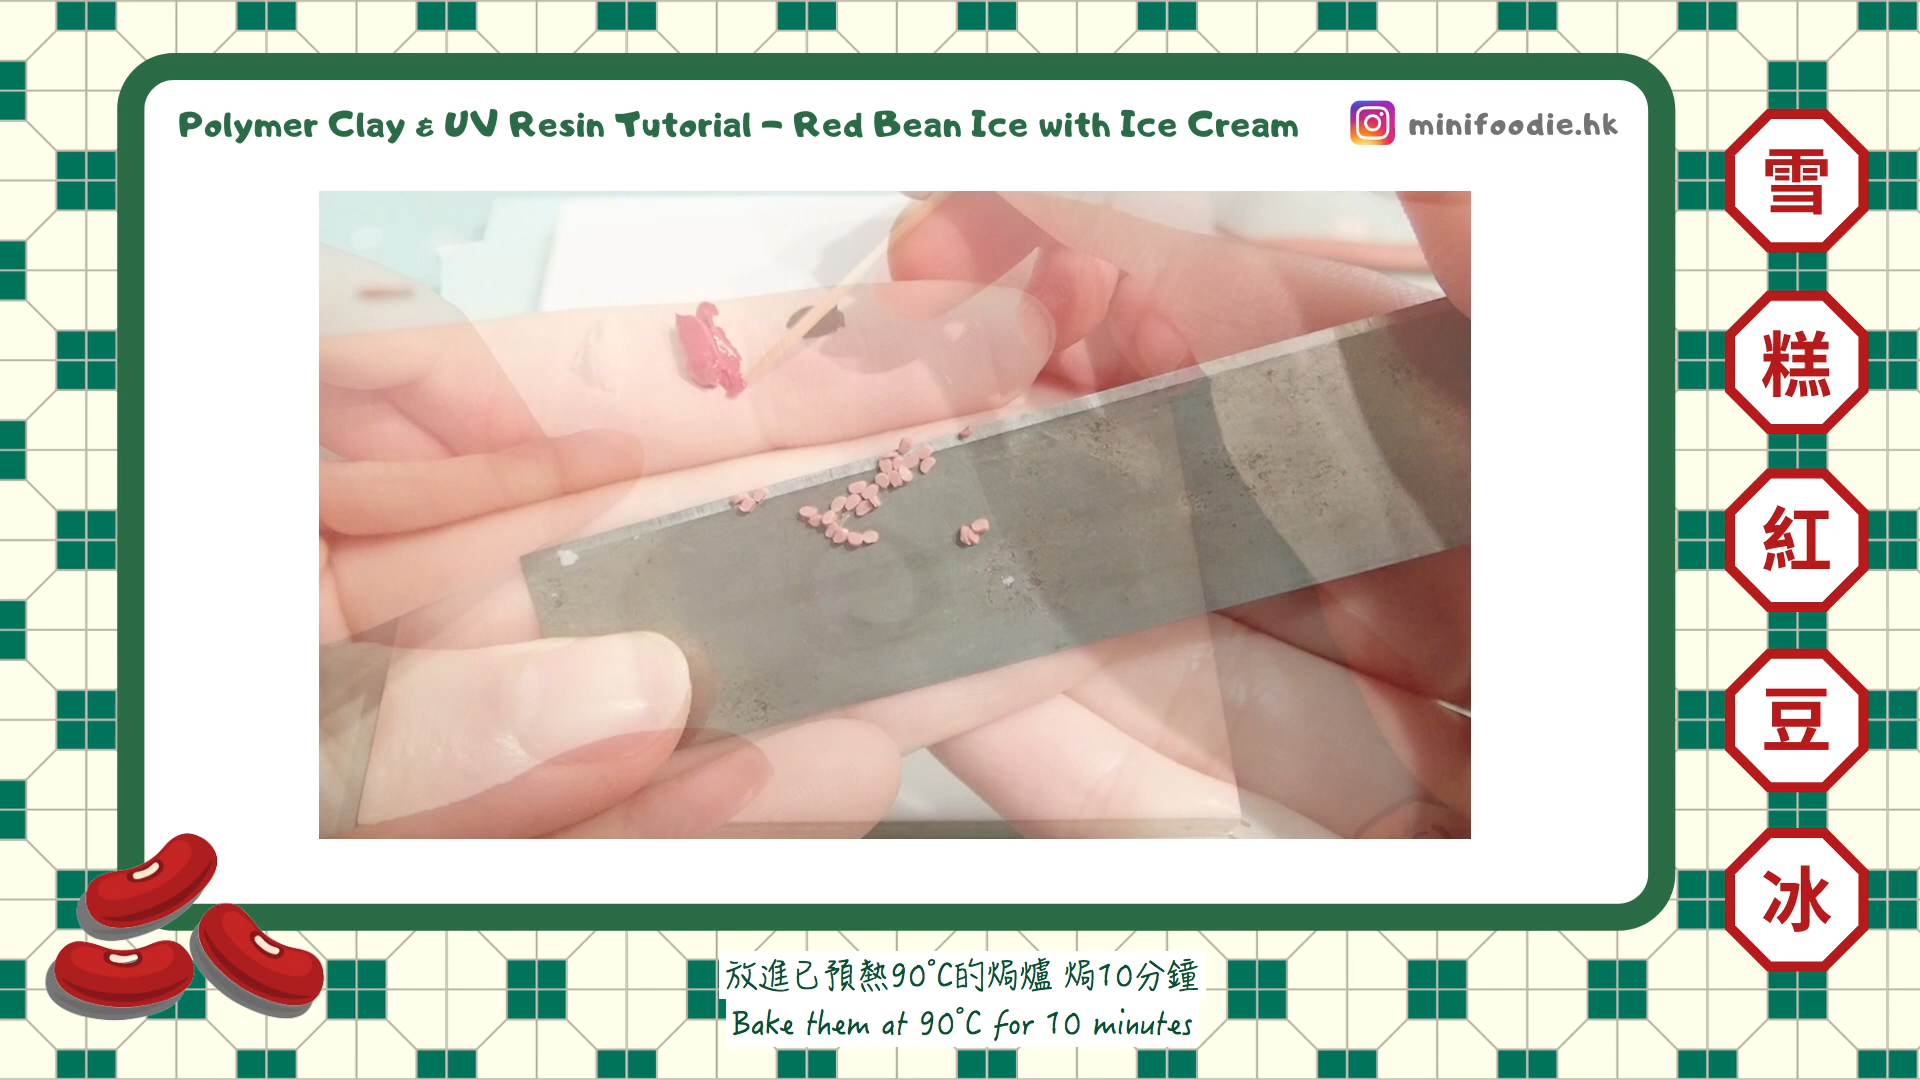 Polymer Clay & UV Resin Tutorial - Red Bean Ice with Ice Cream
minifoodie.hk
雪
糕
紅
豆
冰
放進已預熱90°C的焗爐 焗10分鐘
Bake them at 90°C for 10 minutes